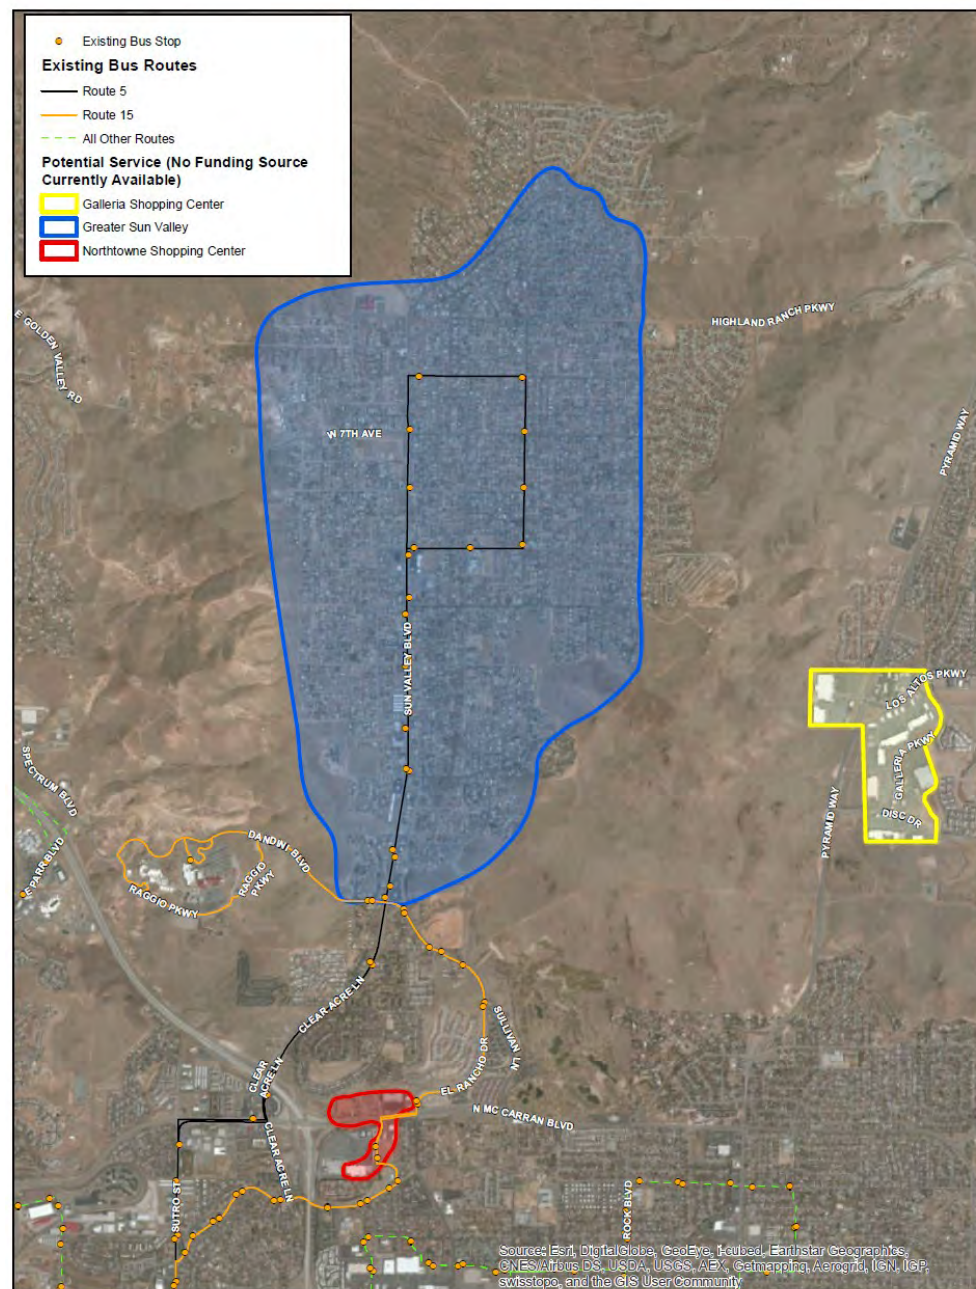 Existing Bus Stop
Existing Bus Routes
Route 5
Route 15
All Other Routes
Potential Service (No Funding Source
Currently Available)
Galleria Shopping Center
Greater Sun Valley
Northtowne Shopping Center
E GOLDEN VALLEY RD
HIGHLAND RANCH PKWY
W 7TH AVE
PYRAMID WAY
SUN VALLEY BLVD
LOS ALTOS PKWY
GALLERIA PKWY
DISC DR
PYRAMID WAY
SPECTRUM BLVD
E PARR BLVD
DANDINI BLVD
RAGGIO PKWY
RAGGIO PKWY
CLEAR ACRE LN
SULLIVAN LN
EL RANCHO DR
CLEAR
ACRE LN
N MC CARRAN BLVD
CLEAR ACRE LN
SUTRO ST
ROCK BLVD
Source: Esri, DigitalGlobe, GeoEye, i-cubed, Earthstar Geographics,
CNES/Airbus DS, USDA, USGS, AEX, Getmapping, Aerogrid, IGN, IGP,
swisstopo, and the GIS User Community